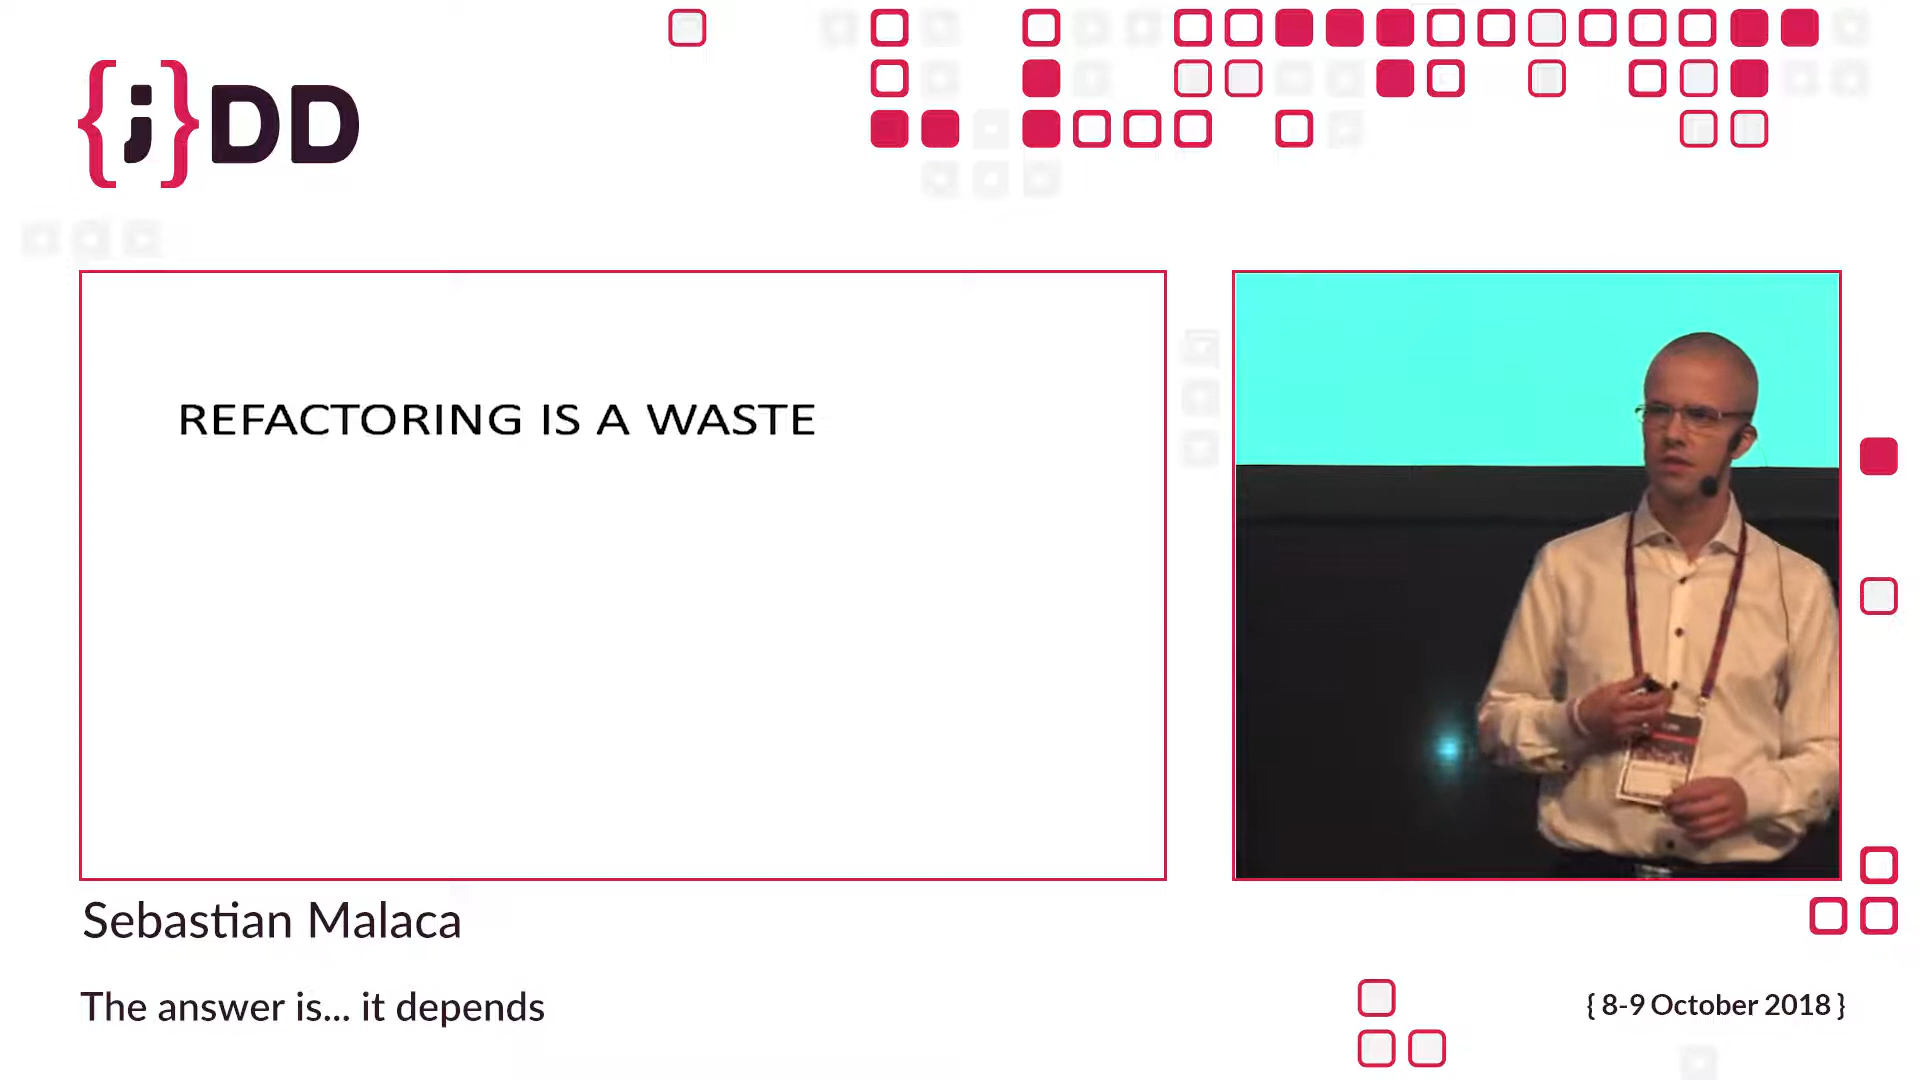 {;}DD
REFACTORING IS A WASTE
Sebastian Malaca
The answer is... it depends
{ 8-9 October 2018 }